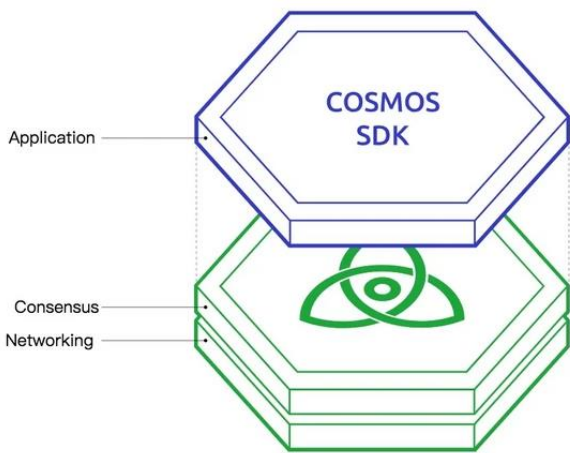 COSMOS
SDK
Application
Consensus
Networking